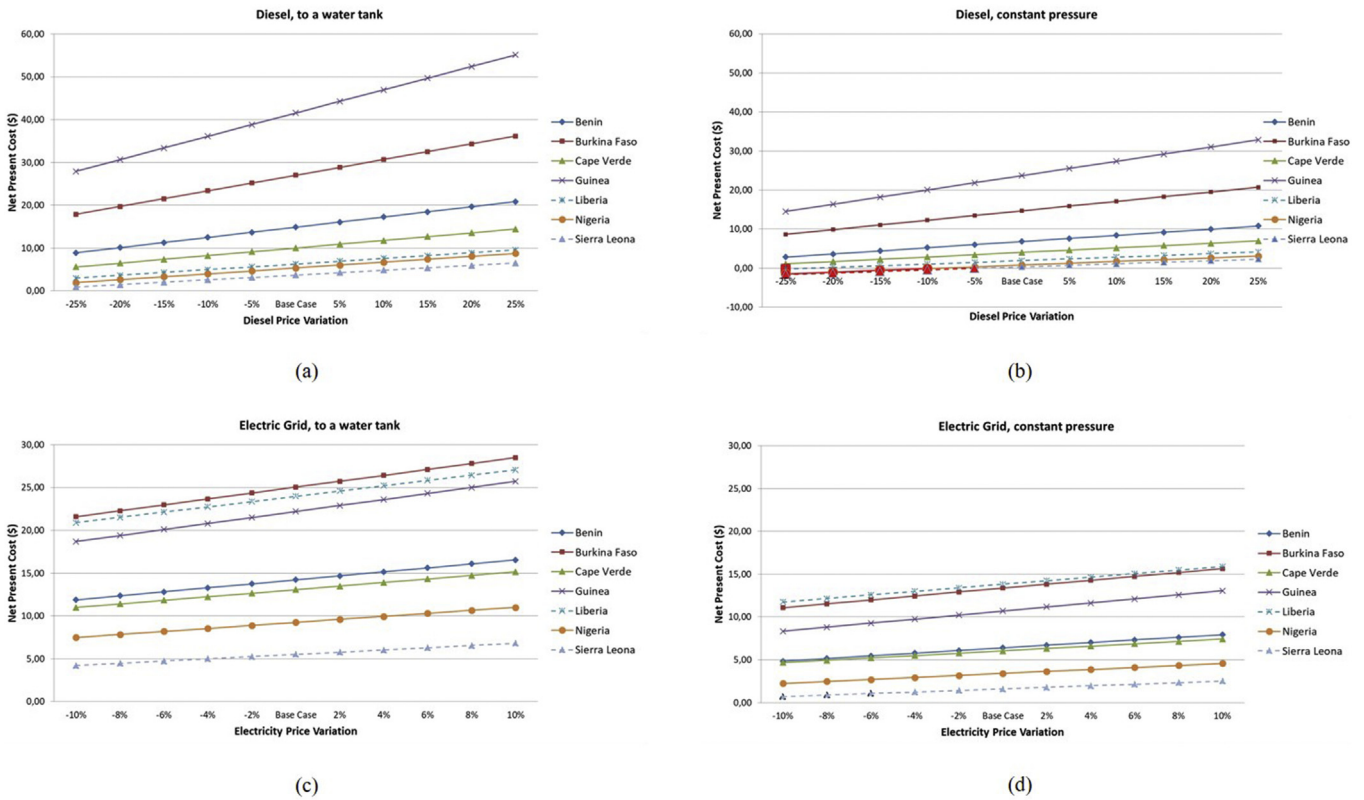 Diesel, to a water tank
60,00
50,00
40,00
30,00
20,00
10,00
0,00
Net Present Cost ($)
-25% -20% -15% -10% -5% Base Case 5% 10% 15% 20% 25%
Diesel Price Variation
Benin
Burkina Faso
Cape Verde
Guinea
Liberia
Nigeria
Sierra Leona
(a)
Diesel, constant pressure
60,00
50,00
40,00
30,00
20,00
10,00
0,00
-10,00
Net Present Cost ($)
-25% -20% -15% -10% -5% Base Case 5% 10% 15% 20% 25%
Diesel Price Variation
Benin
Burkina Faso
Cape Verde
Guinea
Liberia
Nigeria
Sierra Leona
(b)
Electric Grid, to a water tank
30,00
25,00
20,00
15,00
10,00
5,00
0,00
Net Present Cost ($)
-10% -8% -6% -4% -2% Base Case 2% 4% 6% 8% 10%
Electricity Price Variation
Benin
Burkina Faso
Cape Verde
Guinea
Liberia
Nigeria
Sierra Leona
(c)
Electric Grid, constant pressure
30,00
25,00
20,00
15,00
10,00
5,00
0,00
Net Present Cost ($)
-10% -8% -6% -4% -2% Base Case 2% 4% 6% 8% 10%
Electricity Price Variation
Benin
Burkina Faso
Cape Verde
Guinea
Liberia
Nigeria
Sierra Leona
(d)